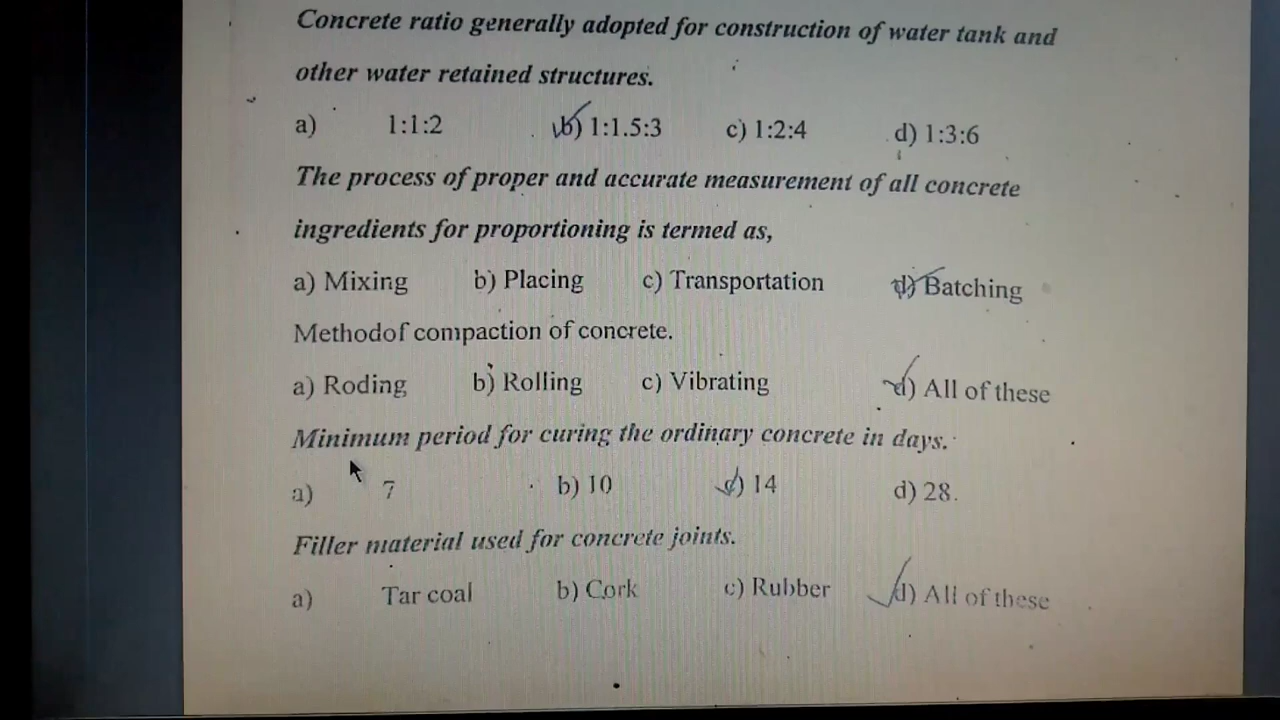 Concrete ratio generally adopted for construction of water tank and
other water retained structures.
a) 1:1:2 b) 1:1.5:3 c) 1:2:4 d) 1:3:6
The process of proper and accurate measurement of all concrete
ingredients for proportioning is termed as,
a) Mixing b) Placing c) Transportation d) Batching
Methodof compaction of concrete.
a) Roding b) Rolling c) Vibrating d) All of these
Minimum period for curing the ordinary concrete in days.
a) 7 b) 10 c) 14 d) 28.
Filler material used for concrete joints.
a) Tar coal b) Cork c) Rubber d) All of these